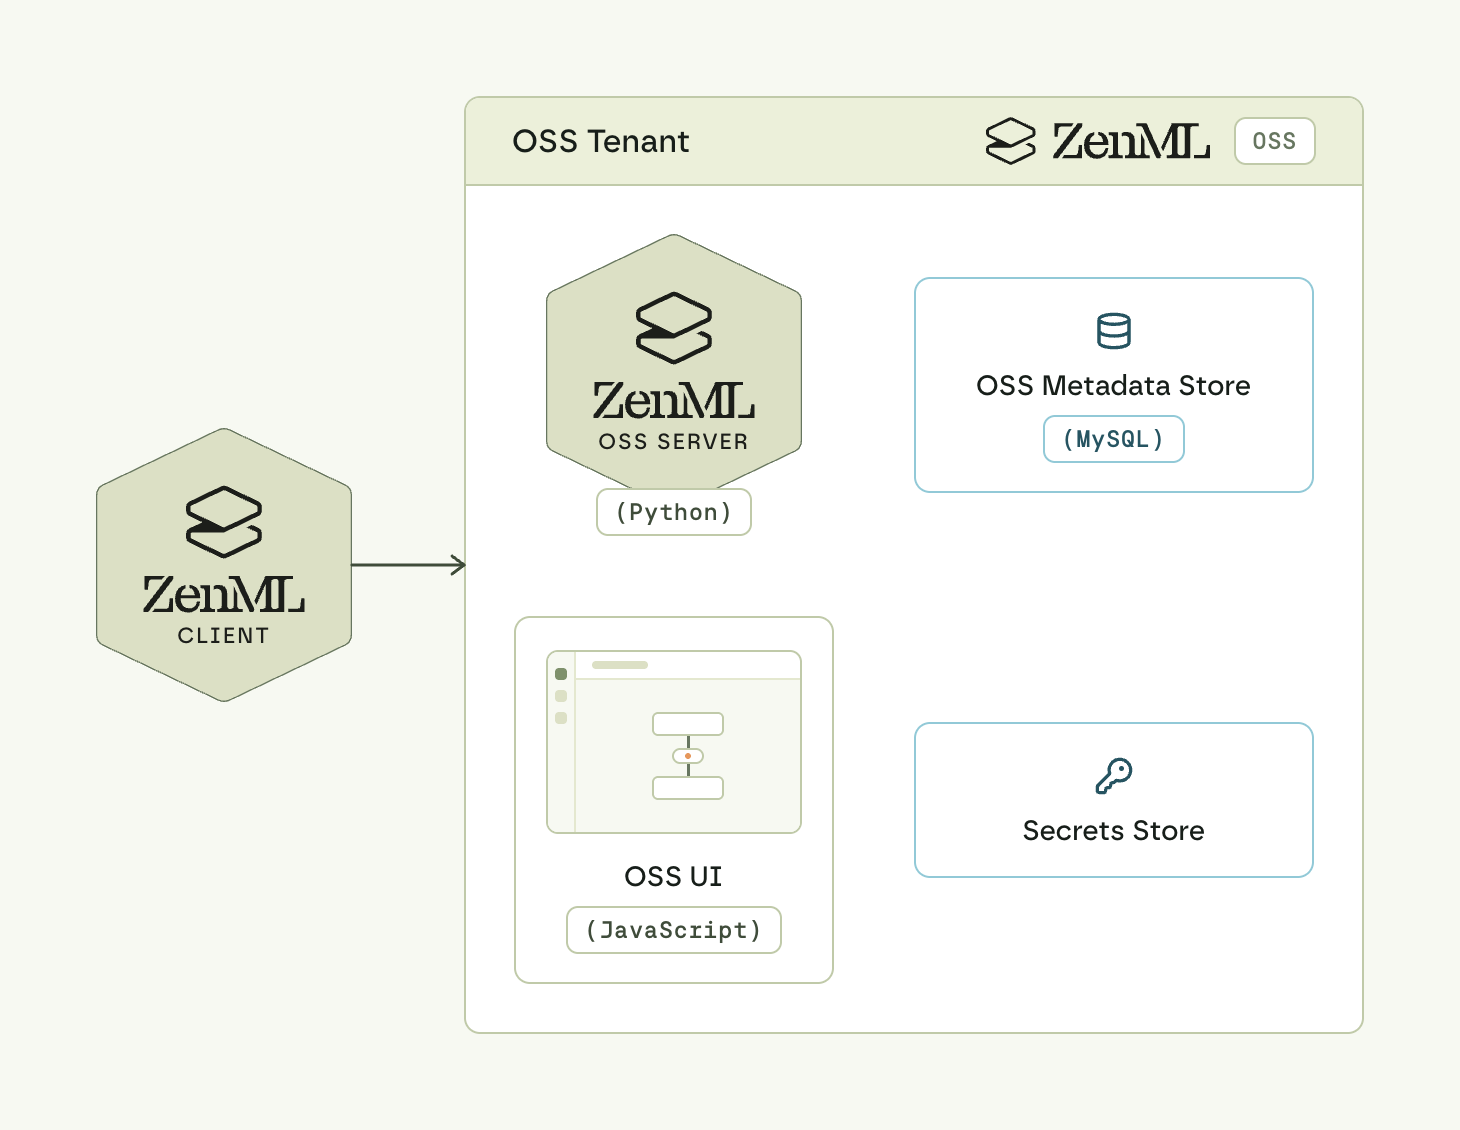 OSS Tenant
ZenML
OSS
ZenML
OSS SERVER
(Python)
OSS Metadata Store
(MySQL)
ZenML
CLIENT
OSS UI
(JavaScript)
Secrets Store